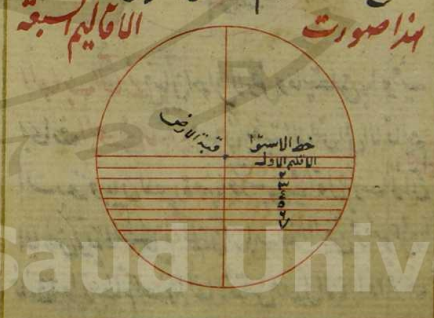 هذا صورت الاقاليم السبعة
قبة الارض
خط الاستوا
الاقليم الاول
٢
٣
٤
٥
٦
٧
Saud Univ